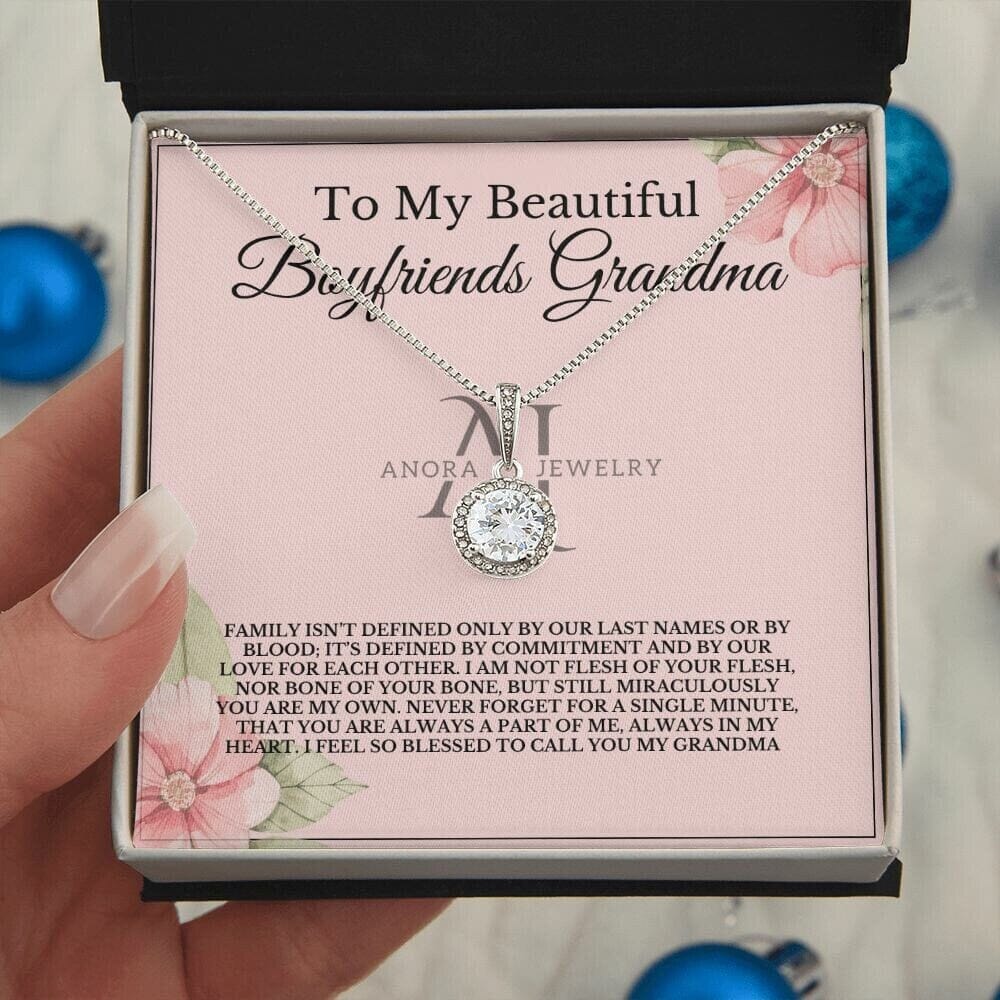 To My Beautiful
Boyfriends Grandma
ANORA JEWELRY
FAMILY ISN'T DEFINED ONLY BY OUR LAST NAMES OR BY
BLOOD; IT'S DEFINED BY COMMITMENT AND BY OUR
LOVE FOR EACH OTHER. I AM NOT FLESH OF YOUR FLESH,
NOR BONE OF YOUR BONE, BUT STILL MIRACULOUSLY
YOU ARE MY OWN. NEVER FORGET FOR A SINGLE MINUTE,
THAT YOU ARE ALWAYS A PART OF ME, ALWAYS IN MY
HEART. I FEEL SO BLESSED TO CALL YOU MY GRANDMA